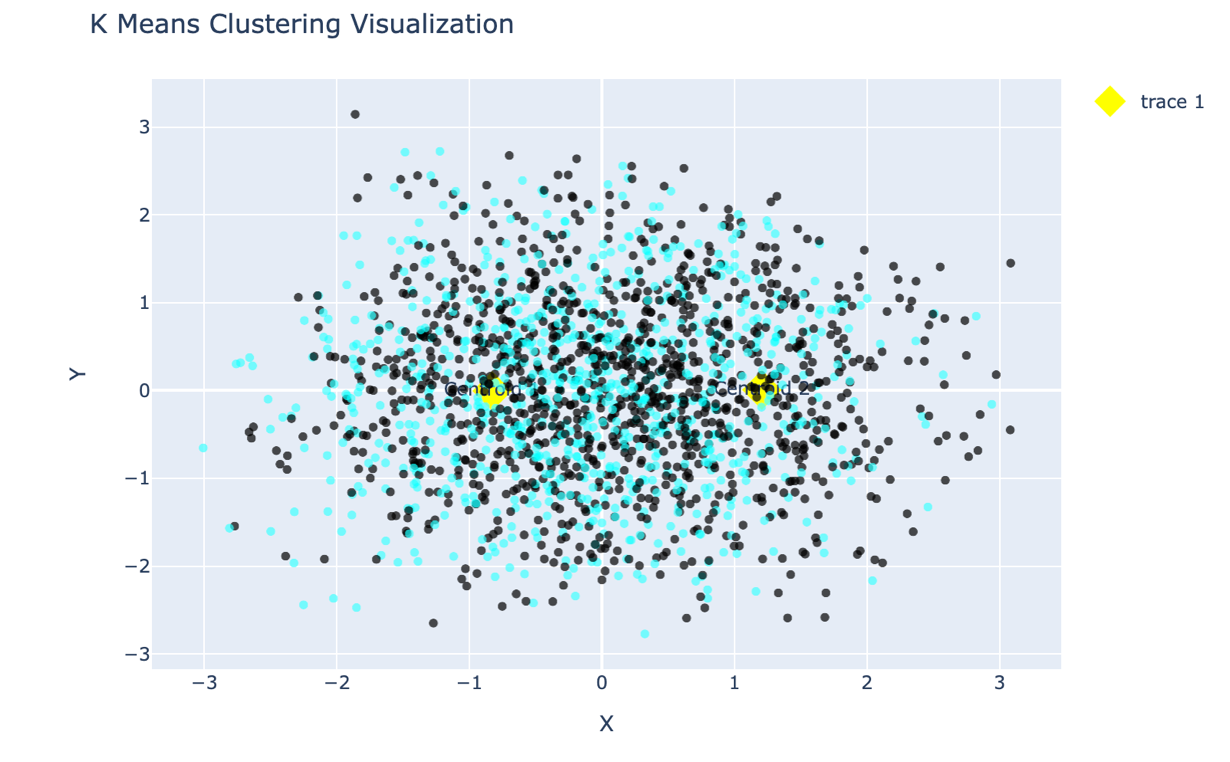 K Means Clustering Visualization
trace 1
3
2
1
0
−1
−2
−3
Y
Centroid
Centroid 2
−3
−2
−1
0
1
2
3
X